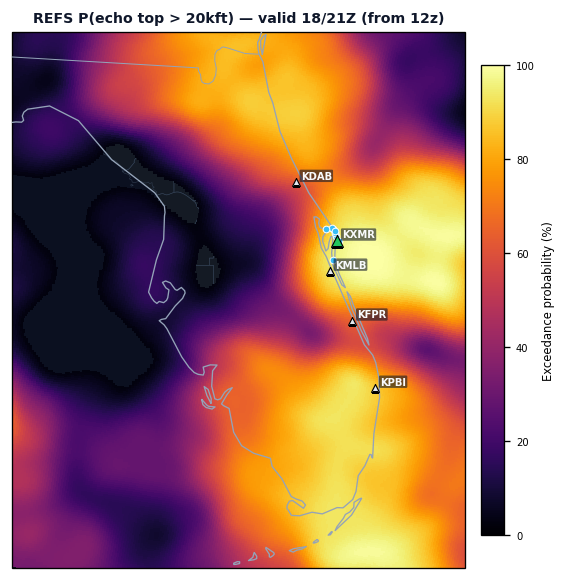 REFS P(echo top > 20kft) — valid 18/21Z (from 12z)
KDAB
KXMR
KMLB
KFPR
KPBI
100
80
60
40
20
0
Exceedance probability (%)